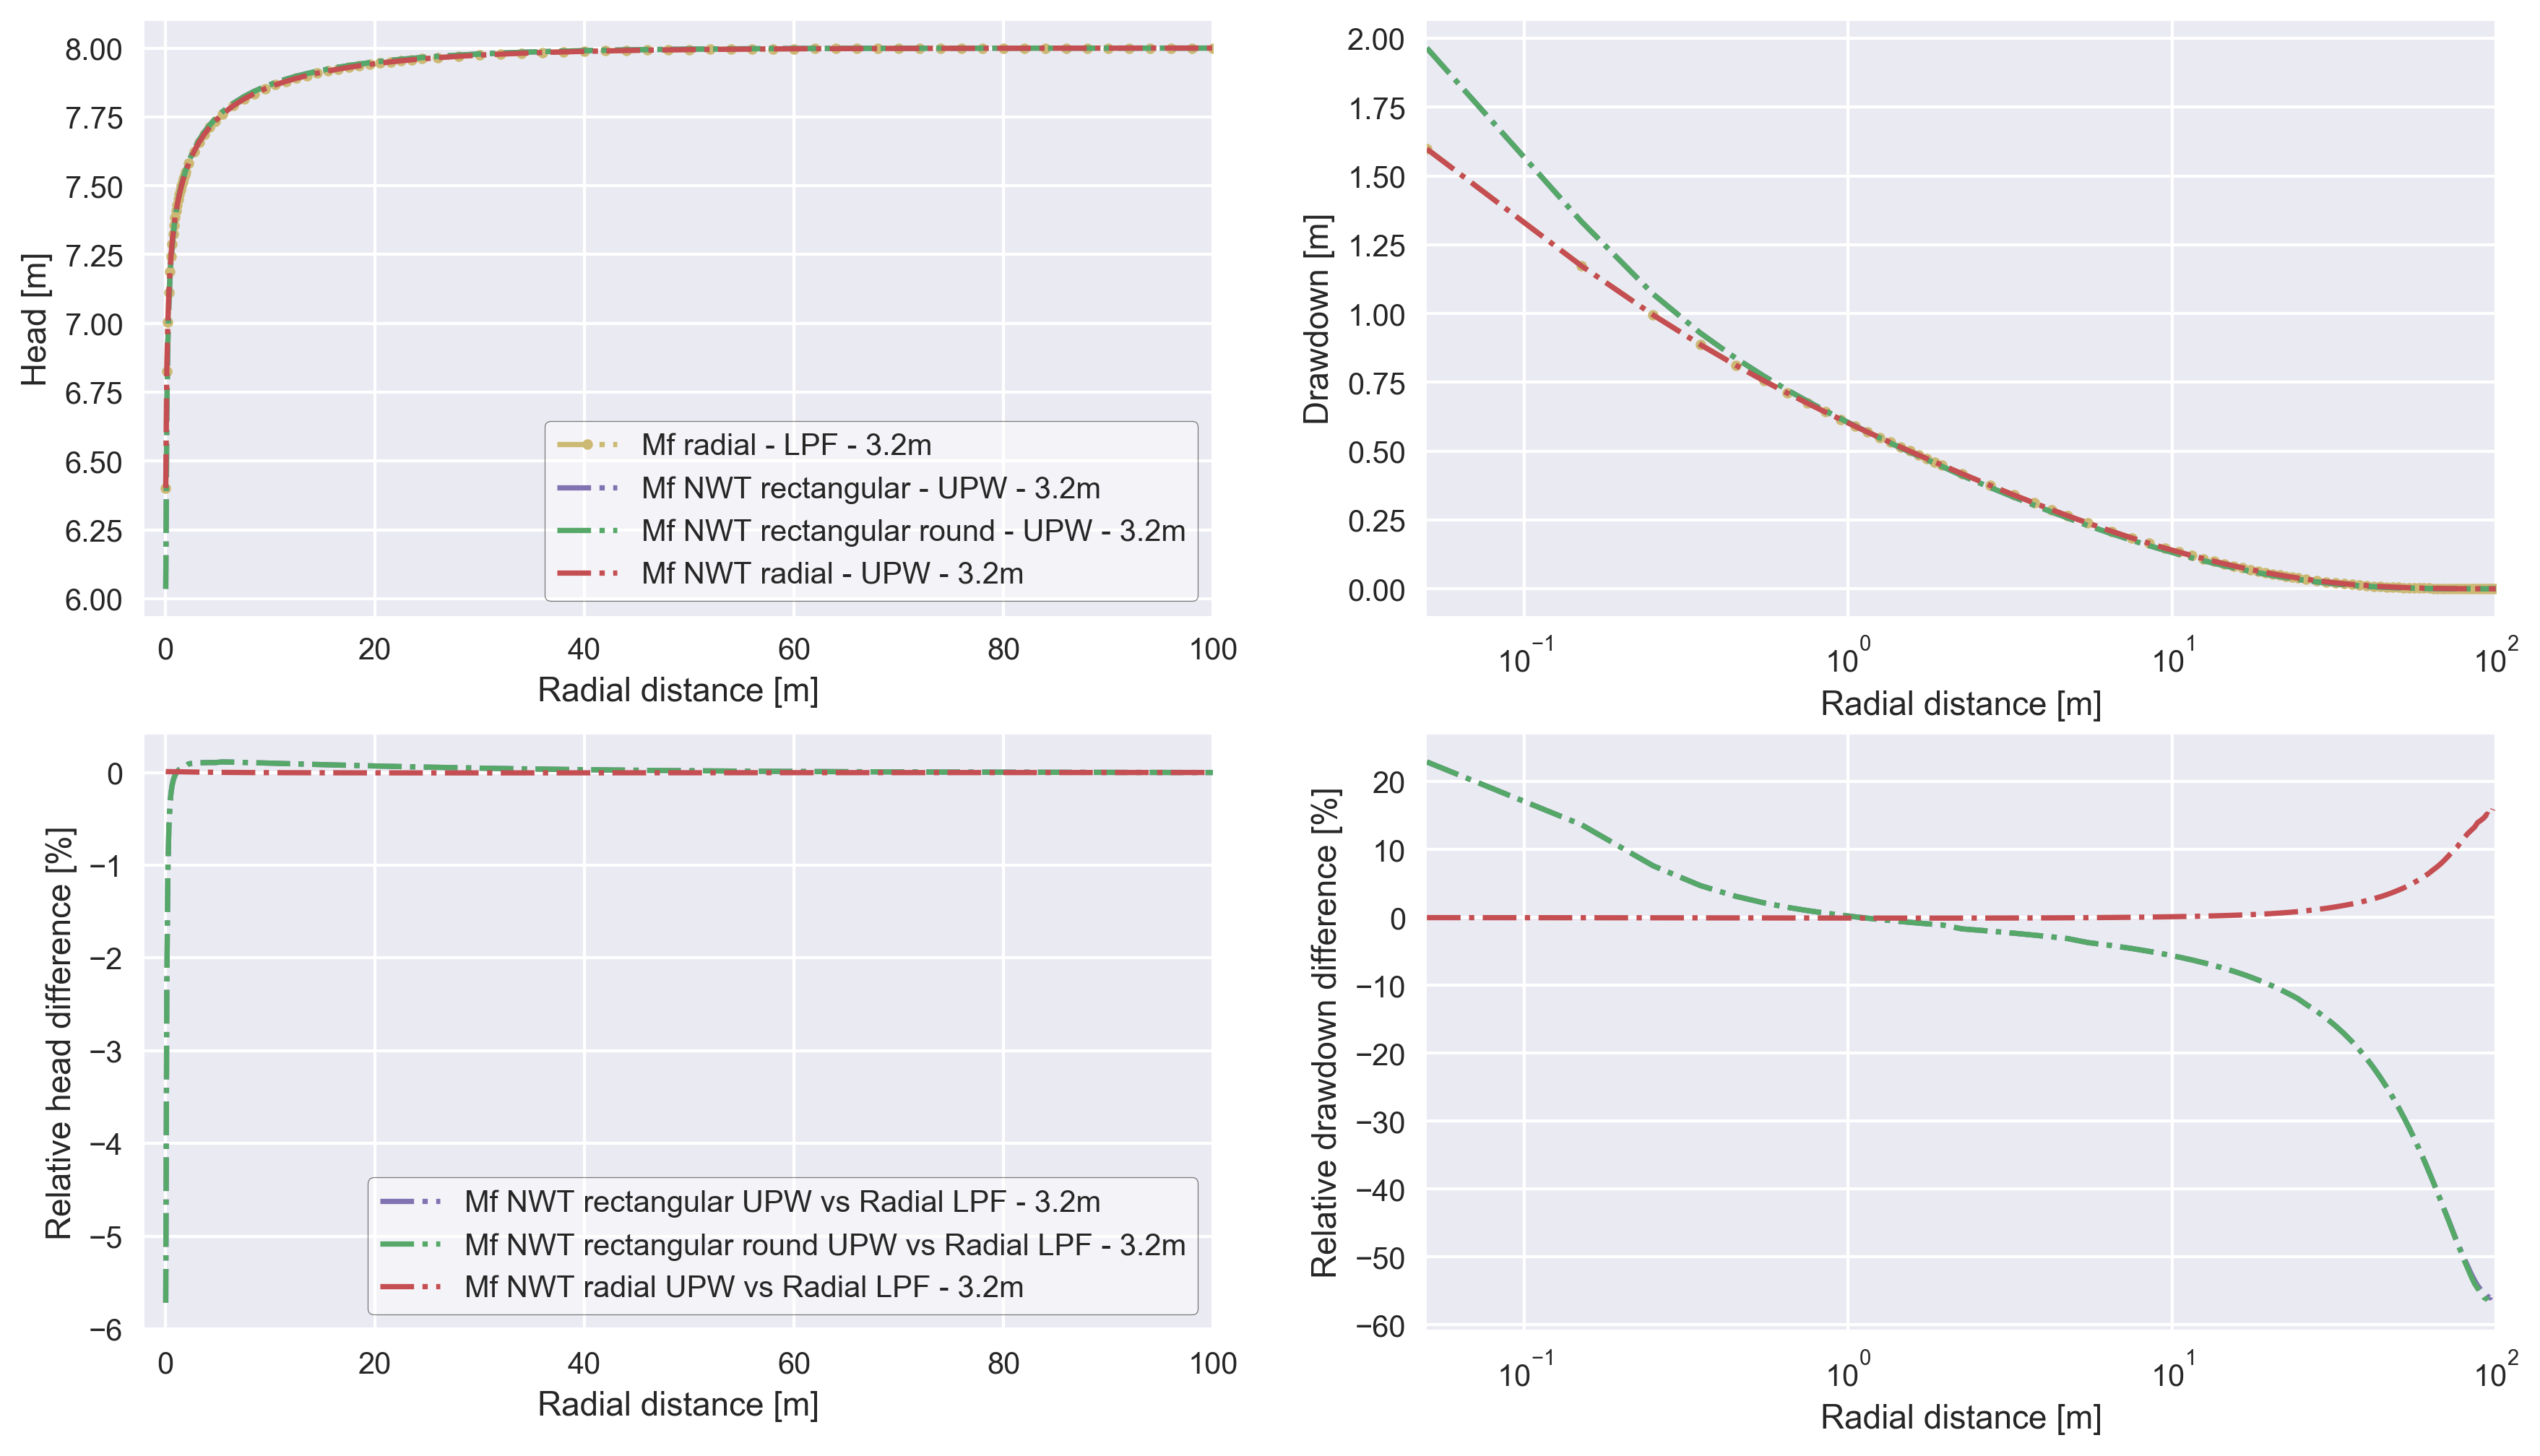 8.00
7.75
7.50
7.25
7.00
6.75
6.50
6.25
6.00
Head [m]
Mf radial - LPF - 3.2m
Mf NWT rectangular - UPW - 3.2m
Mf NWT rectangular round - UPW - 3.2m
Mf NWT radial - UPW - 3.2m
0 20 40 60 80 100
Radial distance [m]
2.00
1.75
1.50
1.25
1.00
0.75
0.50
0.25
0.00
Drawdown [m]
10⁻¹ 10⁰ 10¹ 10²
Radial distance [m]
0
−1
−2
−3
−4
−5
−6
Relative head difference [%]
Mf NWT rectangular UPW vs Radial LPF - 3.2m
Mf NWT rectangular round UPW vs Radial LPF - 3.2m
Mf NWT radial UPW vs Radial LPF - 3.2m
0 20 40 60 80 100
Radial distance [m]
20
10
0
−10
−20
−30
−40
−50
−60
Relative drawdown difference [%]
10⁻¹ 10⁰ 10¹ 10²
Radial distance [m]